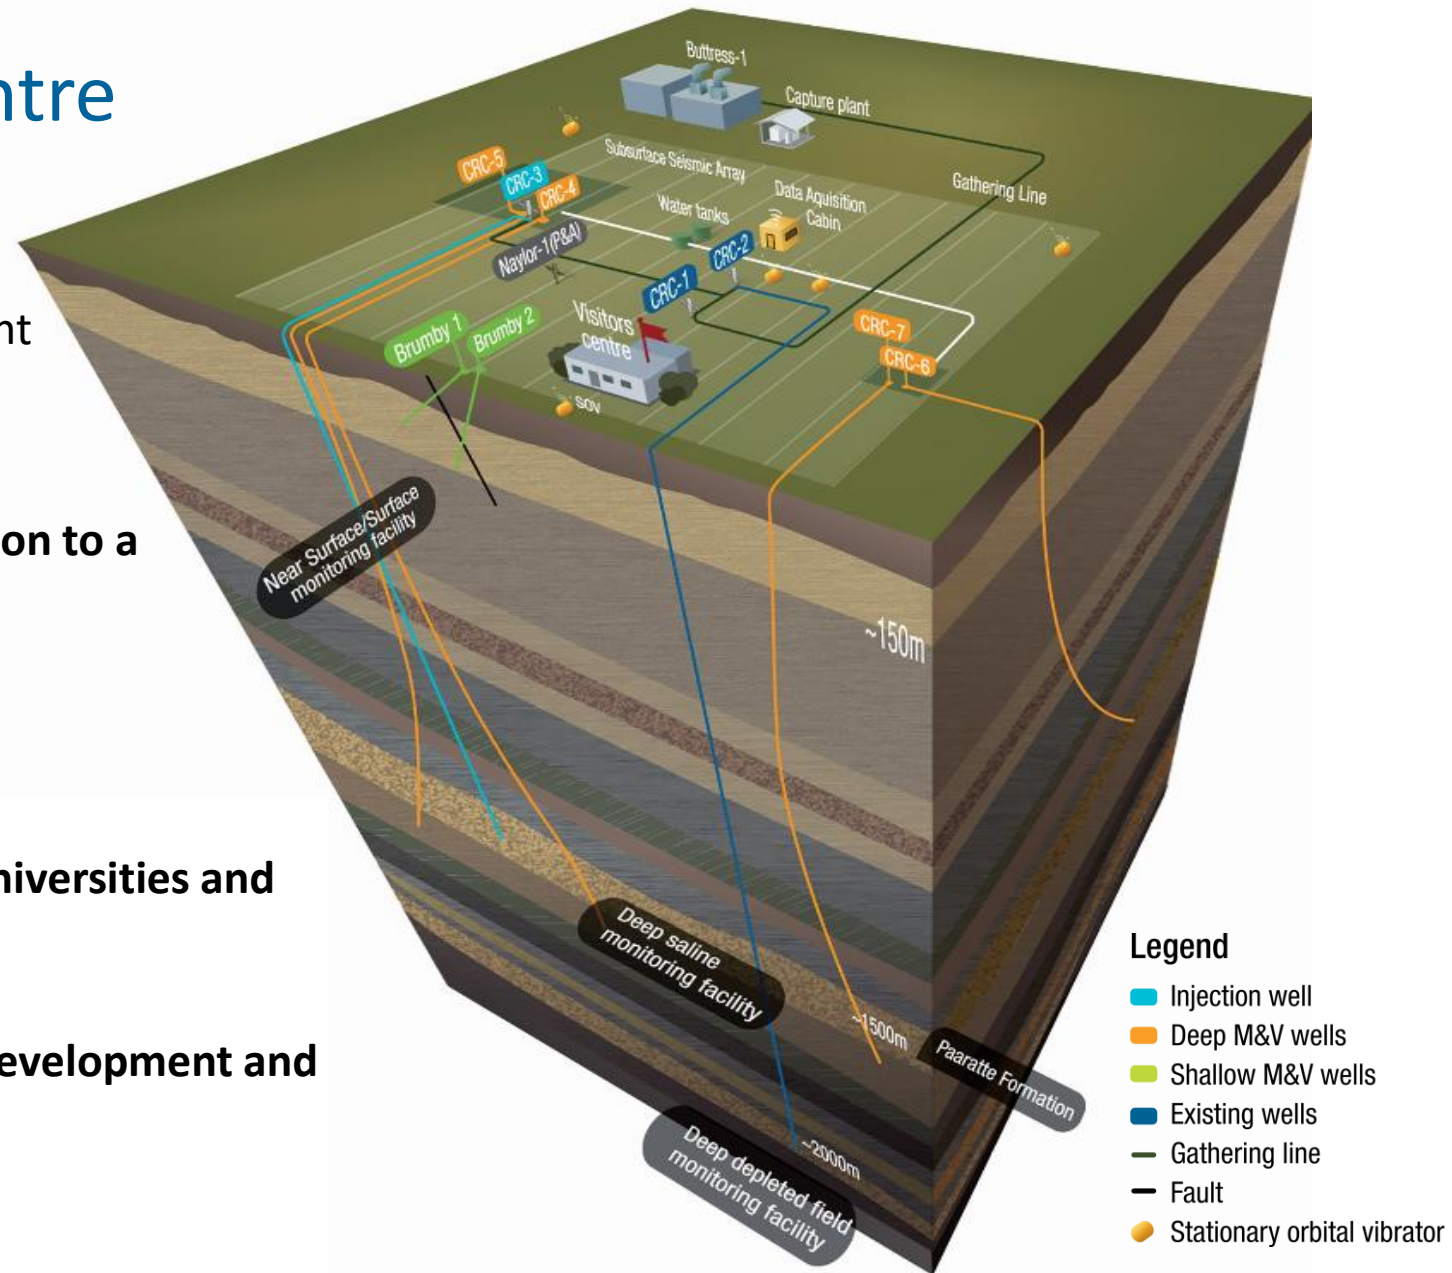 ntre
nt
on to a
niversities and
evelopment and
Buttress-1
Capture plant
Subsurface Seismic Array
Gathering Line
Data Aquisition
Cabin
Water tanks
CRC-5
CRC-3
CRC-4
Naylor-1(P&A)
CRC-2
CRC-1
Visitors
centre
Brumby 1
Brumby 2
CRC-7
CRC-6
SOV
Near Surface/Surface
monitoring facility
~150m
Deep saline
monitoring facility
~1500m
Paaratte Formation
~2000m
Deep depleted field
monitoring facility
Legend
Injection well
Deep M&V wells
Shallow M&V wells
Existing wells
Gathering line
Fault
Stationary orbital vibrator